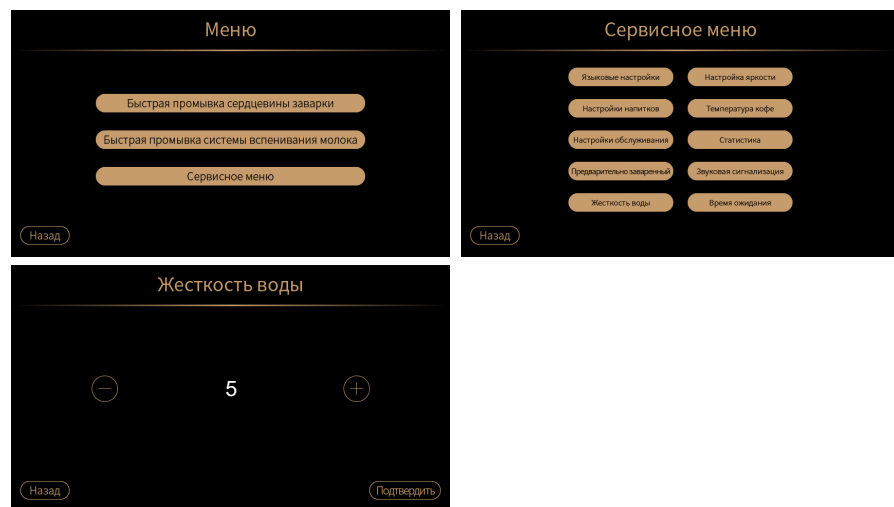 Меню
Быстрая промывка сердцевины заварки
Быстрая промывка системы вспенивания молока
Сервисное меню
Назад
Сервисное меню
Языковые настройки
Настройка яркости
Настройки напитков
Температура кофе
Настройки обслуживания
Статистика
Предварительно заваренный
Звуковая сигнализация
Жесткость воды
Время ожидания
Назад
Жесткость воды
5
Назад
Подтвердить